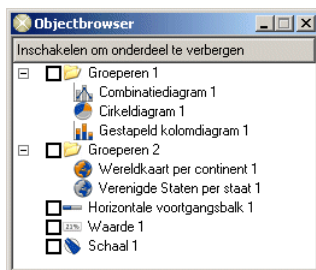 Objectbrowser
Inschakelen om onderdeel te verbergen
Groeperen 1
Combinatiediagram 1
Cirkeldiagram 1
Gestapeld kolomdiagram 1
Groeperen 2
Wereldkaart per continent 1
Verenigde Staten per staat 1
Horizontale voortgangsbalk 1
21% Waarde 1
Schaal 1